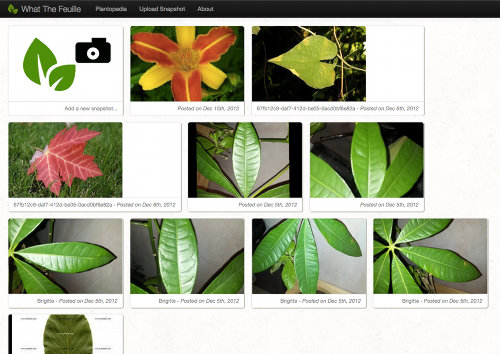 What The Feuille Plantopedia Upload Snapshot About
Add a new snapshot...
Posted on Dec 15th, 2012
67fb12c9-daf7-412d-be05-0acd0bf6e82a - Posted on Dec 6th, 2012
67fb12c9-daf7-412d-be05-0acd0bf6e82a - Posted on Dec 6th, 2012
Posted on Dec 5th, 2012
Posted on Dec 5th, 2012
'Brigitte - Posted on Dec 5th, 2012
'Brigitte - Posted on Dec 5th, 2012
'Brigitte - Posted on Dec 5th, 2012
'Brigitte - Posted on Dec 5th, 2012